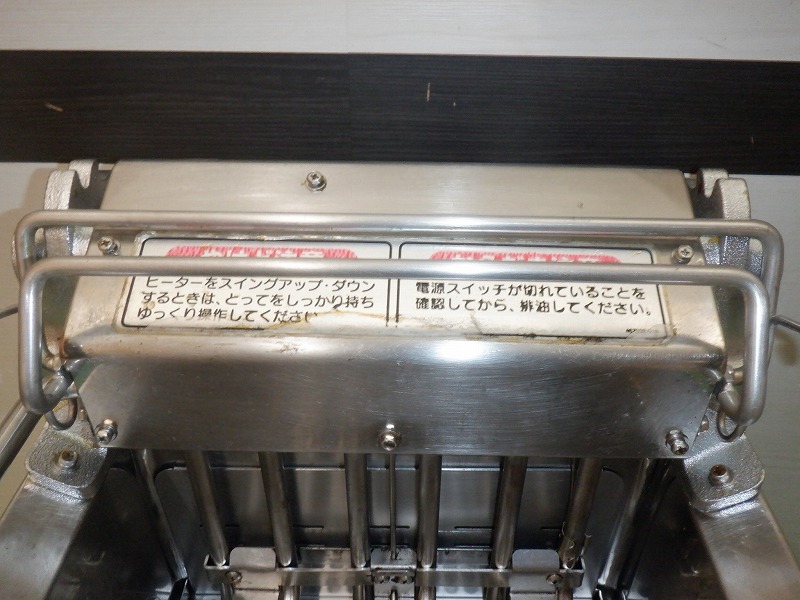 ヒーターをスイングアップ・ダウン
するときは、とってをしっかり持ち
ゆっくり操作してください
電源スイッチが切れていることを
確認してから、排油してください。